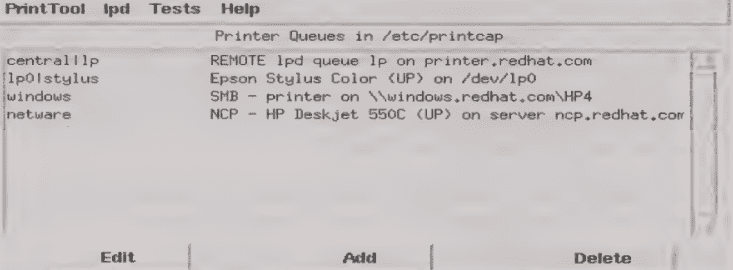 PrintTool lpd Tests Help
Printer Queues in /etc/printcap
central|lp REMOTE lpd queue lp on printer.redhat.com
lp0|stylus Epson Stylus Color (UP) on /dev/lp0
windows SMB - printer on \\windows.redhat.com\HP4
netware NCP - HP Deskjet 550C (UP) on server ncp.redhat.com
Edit Add Delete